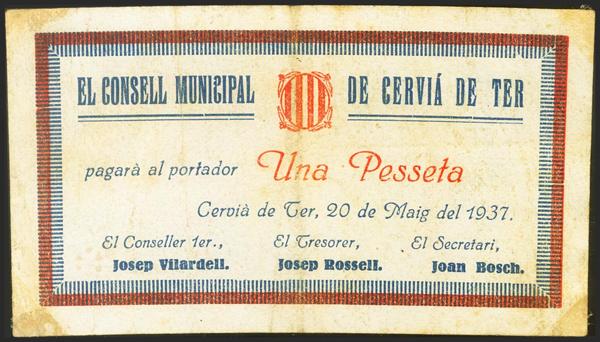 EL CONSELL MUNICIPAL DE CERVIÁ DE TER
pagarà al portador Una Pesseta
Cervià de Ter, 20 de Maig del 1937.
El Conseller 1er., El Tresorer, El Secretari,
Josep Vilardell. Josep Rossell. Joan Bosch.